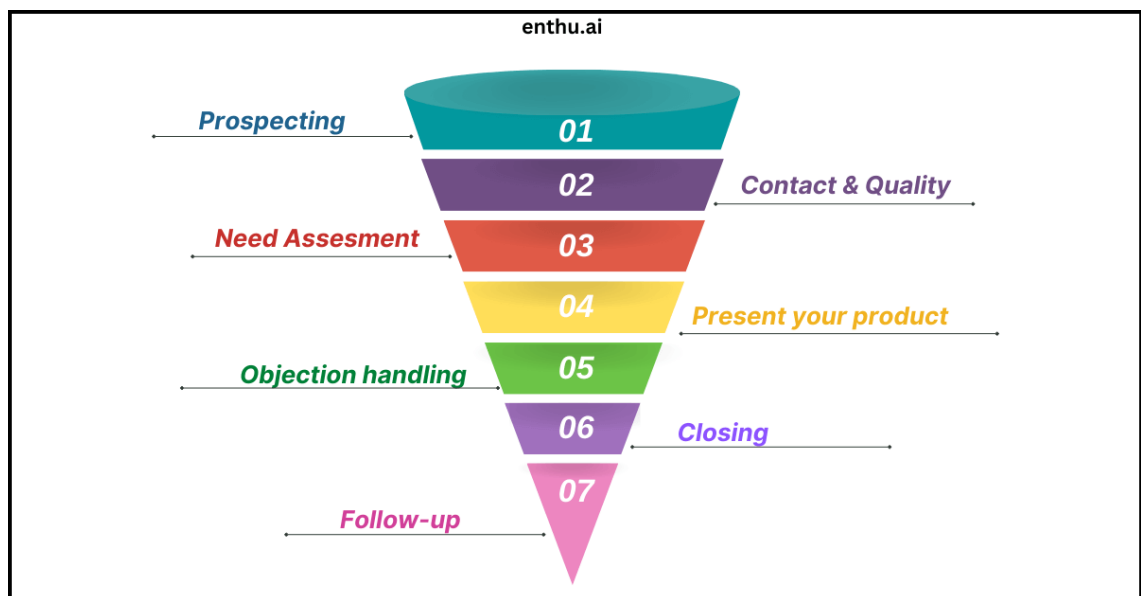 enthu.ai
Prospecting
01
02
Contact & Quality
Need Assesment
03
04
Present your product
Objection handling
05
06
Closing
07
Follow-up